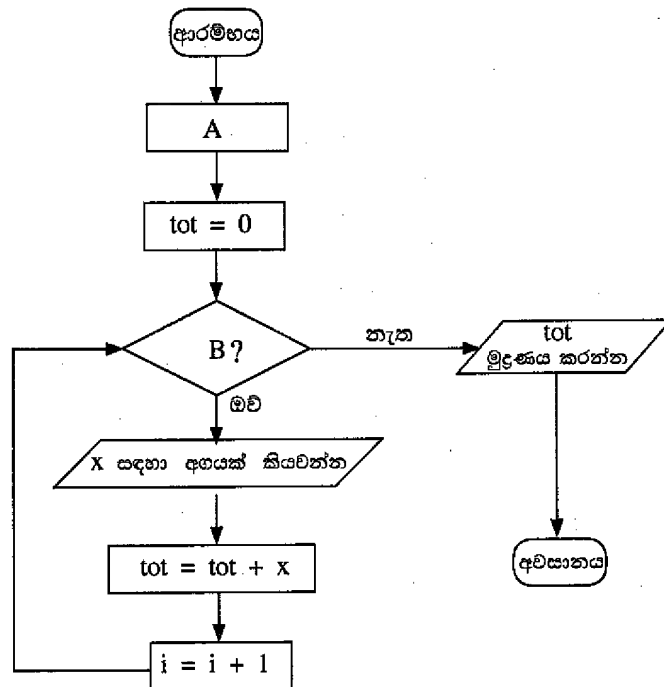 ආරම්භය
A
tot = 0
B?
නැත
tot
මුද්‍රණය කරන්න
ඔව්
x සඳහා අගයක් කියවන්න
tot = tot + x
අවසානය
i = i + 1